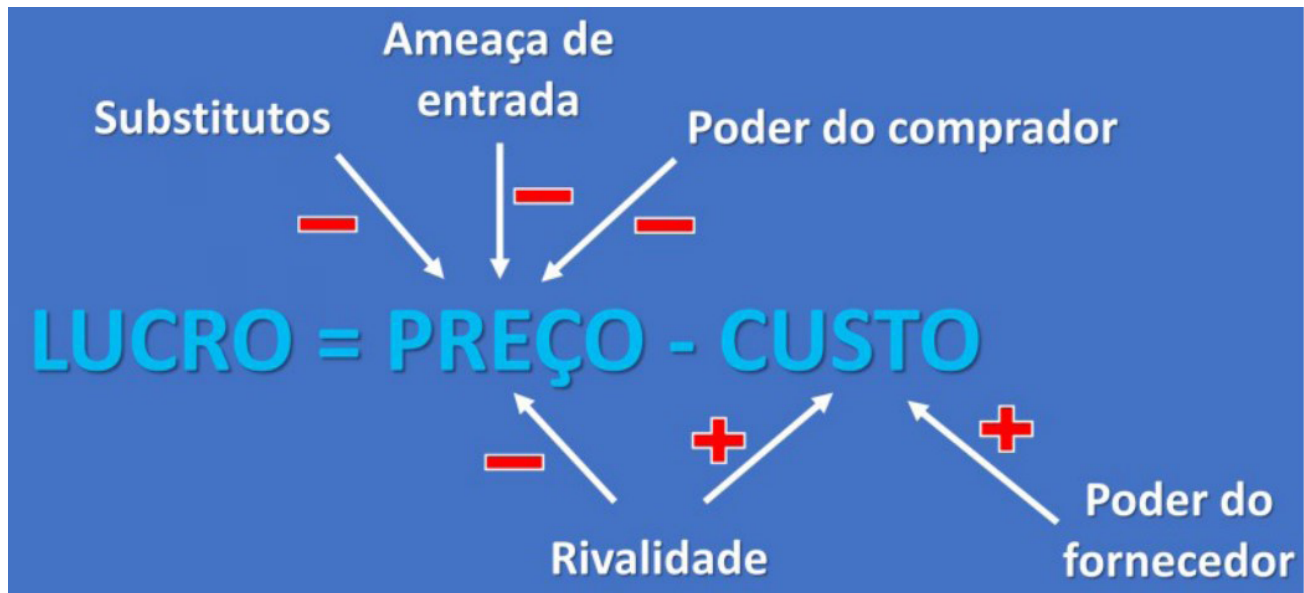 Ameaça de
entrada
Substitutos
Poder do comprador
LUCRO = PREÇO - CUSTO
Rivalidade
Poder do
fornecedor